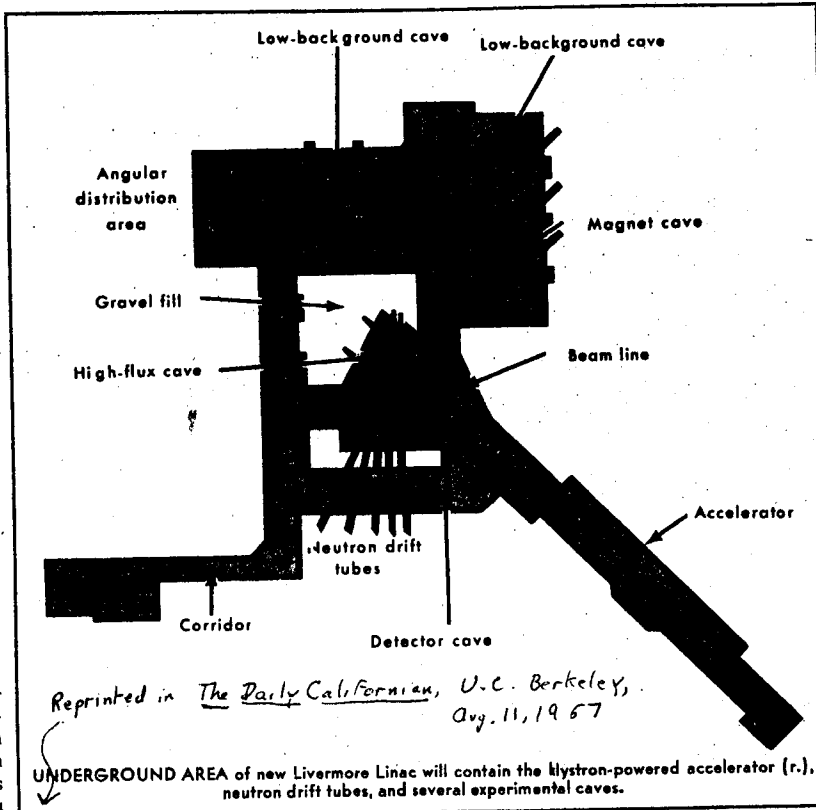 Low-background cave
Low-background cave
Angular
distribution
area
Magnet cave
Gravel fill
High-flux cave
Beam line
Accelerator
Neutron drift
tubes
Corridor
Detector cave
Reprinted in The Daily Californian, U.C. Berkeley,
Aug. 11, 1967
UNDERGROUND AREA of new Livermore Linac will contain the klystron-powered accelerator (r.),
neutron drift tubes, and several experimental caves.